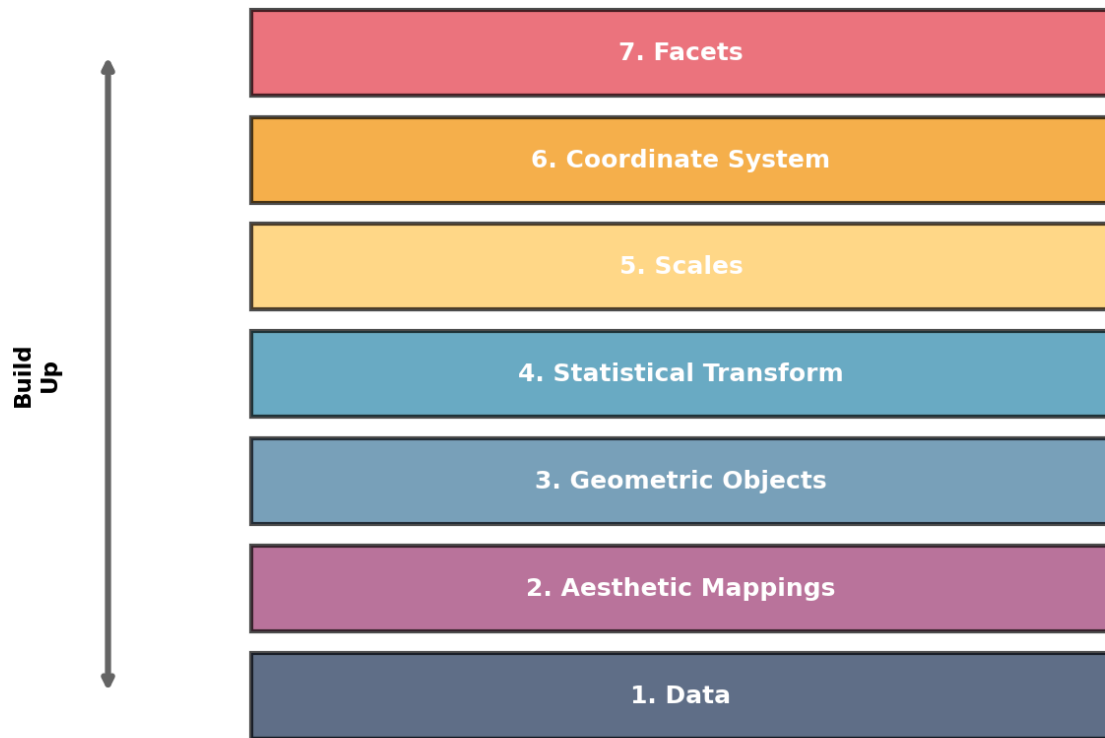 7. Facets
6. Coordinate System
5. Scales
4. Statistical Transform
Build
Up
3. Geometric Objects
2. Aesthetic Mappings
1. Data